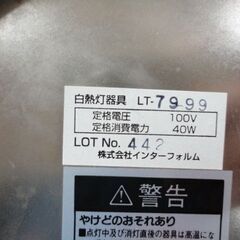 白熱灯器具 LT-7999
定格電圧 100V
定格消費電力 40W
LOT No. 442
株式会社インターフォルム
警告
やけどのおそれあり
■点灯中及び消灯直後の器具は高温にな